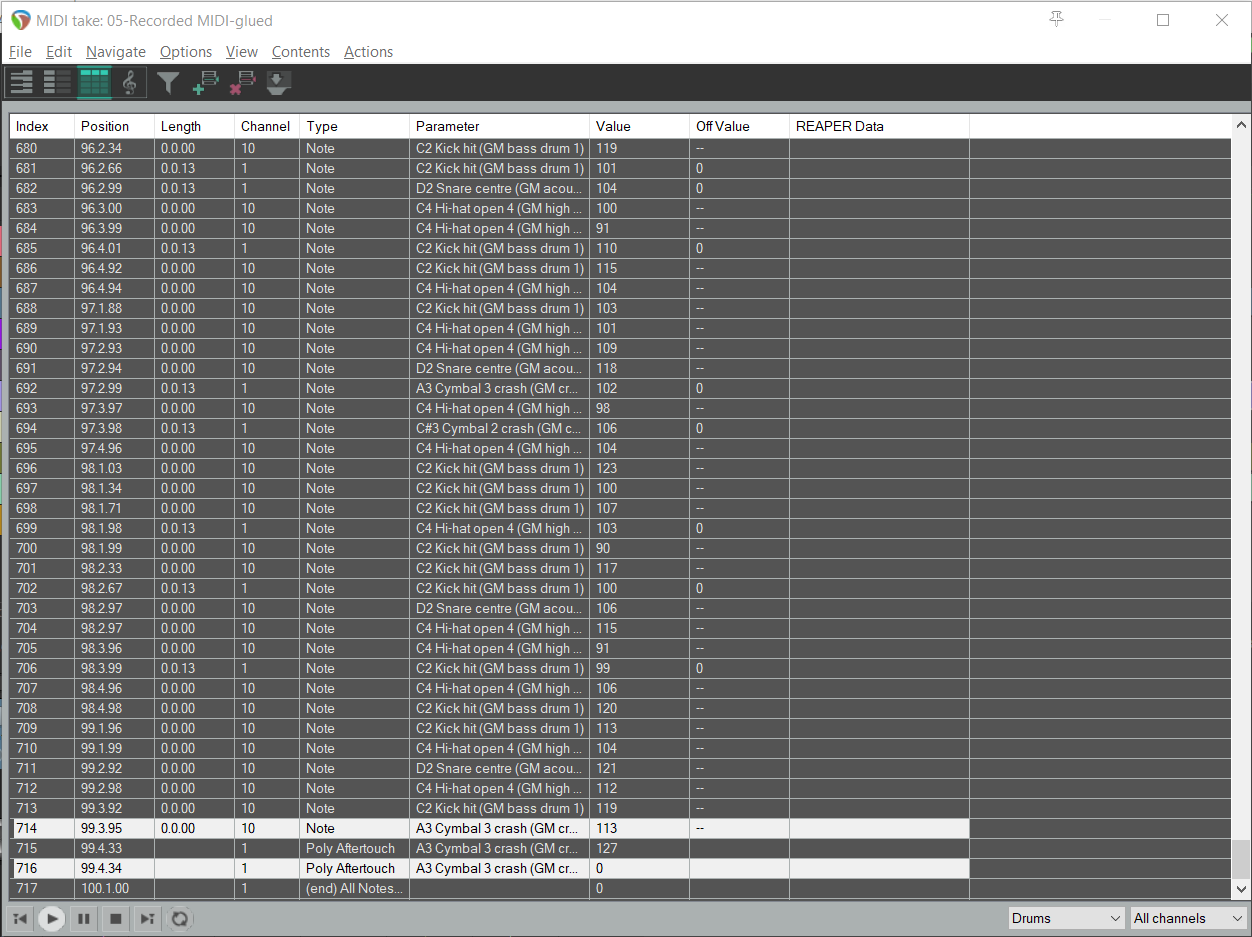 MIDI take: 05-Recorded MIDI-glued
File Edit Navigate Options View Contents Actions
Index Position Length Channel Type Parameter Value Off Value REAPER Data
680 96.2.34 0.0.00 10 Note C2 Kick hit (GM bass drum 1) 119 --
681 96.2.66 0.0.13 1 Note C2 Kick hit (GM bass drum 1) 101 0
682 96.2.99 0.0.13 1 Note D2 Snare centre (GM acou... 104 0
683 96.3.00 0.0.00 10 Note C4 Hi-hat open 4 (GM high ... 100 --
684 96.3.99 0.0.00 10 Note C4 Hi-hat open 4 (GM high ... 91 --
685 96.4.01 0.0.13 1 Note C2 Kick hit (GM bass drum 1) 110 0
686 96.4.92 0.0.00 10 Note C2 Kick hit (GM bass drum 1) 115 --
687 96.4.94 0.0.00 10 Note C4 Hi-hat open 4 (GM high ... 104 --
688 97.1.88 0.0.00 10 Note C2 Kick hit (GM bass drum 1) 103 --
689 97.1.93 0.0.00 10 Note C4 Hi-hat open 4 (GM high ... 101 --
690 97.2.93 0.0.00 10 Note C4 Hi-hat open 4 (GM high ... 109 --
691 97.2.94 0.0.00 10 Note D2 Snare centre (GM acou... 118 --
692 97.2.99 0.0.13 1 Note A3 Cymbal 3 crash (GM cr... 102 0
693 97.3.97 0.0.00 10 Note C4 Hi-hat open 4 (GM high ... 98 --
694 97.3.98 0.0.13 1 Note C#3 Cymbal 2 crash (GM c... 106 0
695 97.4.96 0.0.00 10 Note C4 Hi-hat open 4 (GM high ... 104 --
696 98.1.03 0.0.00 10 Note C2 Kick hit (GM bass drum 1) 123 --
697 98.1.34 0.0.00 10 Note C2 Kick hit (GM bass drum 1) 100 --
698 98.1.71 0.0.00 10 Note C2 Kick hit (GM bass drum 1) 107 --
699 98.1.98 0.0.13 1 Note C4 Hi-hat open 4 (GM high ... 103 0
700 98.1.99 0.0.00 10 Note C2 Kick hit (GM bass drum 1) 90 --
701 98.2.33 0.0.00 10 Note C2 Kick hit (GM bass drum 1) 117 --
702 98.2.67 0.0.13 1 Note C2 Kick hit (GM bass drum 1) 100 0
703 98.2.97 0.0.00 10 Note D2 Snare centre (GM acou... 106 --
704 98.2.97 0.0.00 10 Note C4 Hi-hat open 4 (GM high ... 115 --
705 98.3.96 0.0.00 10 Note C4 Hi-hat open 4 (GM high ... 91 --
706 98.3.99 0.0.13 1 Note C2 Kick hit (GM bass drum 1) 99 0
707 98.4.96 0.0.00 10 Note C4 Hi-hat open 4 (GM high ... 106 --
708 98.4.98 0.0.00 10 Note C2 Kick hit (GM bass drum 1) 120 --
709 99.1.96 0.0.00 10 Note C2 Kick hit (GM bass drum 1) 113 --
710 99.1.99 0.0.00 10 Note C4 Hi-hat open 4 (GM high ... 104 --
711 99.2.92 0.0.00 10 Note D2 Snare centre (GM acou... 121 --
712 99.2.98 0.0.00 10 Note C4 Hi-hat open 4 (GM high ... 112 --
713 99.3.92 0.0.00 10 Note C2 Kick hit (GM bass drum 1) 119 --
714 99.3.95 0.0.00 10 Note A3 Cymbal 3 crash (GM cr... 113 --
715 99.4.33 1 Poly Aftertouch A3 Cymbal 3 crash (GM cr... 127
716 99.4.34 1 Poly Aftertouch A3 Cymbal 3 crash (GM cr... 0
717 100.1.00 1 (end) All Notes... 0
Drums All channels